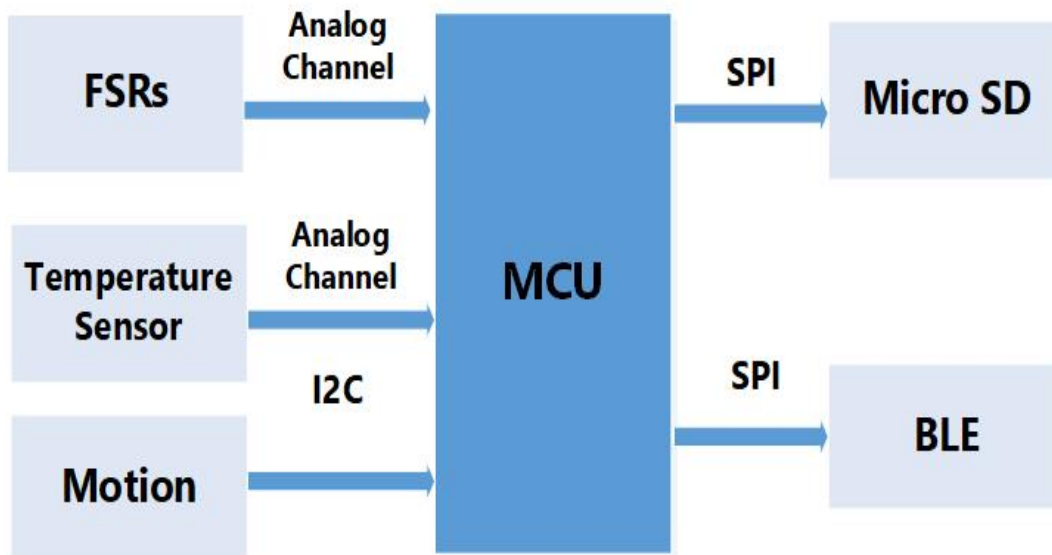 FSRs
Analog
Channel
Temperature
Sensor
Analog
Channel
Motion
I2C
MCU
SPI
Micro SD
SPI
BLE